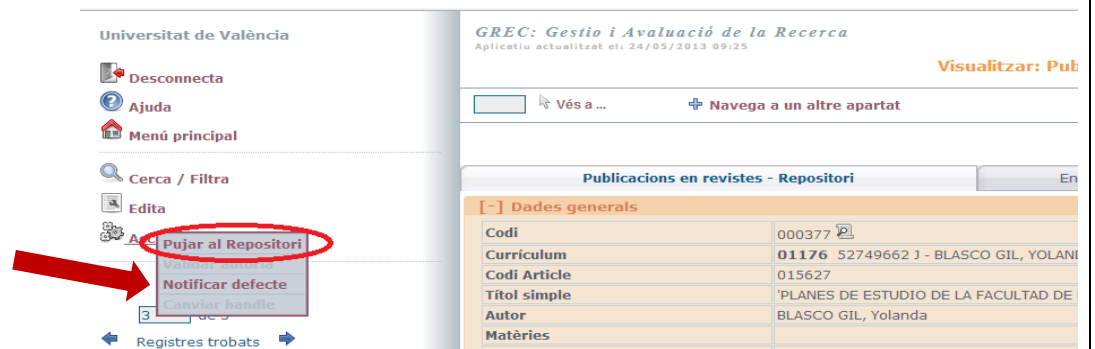 Universitat de València
Desconnecta
Ajuda
Menú principal
Cerca / Filtra
Edita
Pujar al Repositori
Validar autoria
Notificar defecte
Canviar handle
3 de
Registres trobats
GREC: Gestio i Avaluació de la Recerca
Aplicatiu actualitzat el: 24/05/2013 09:25
Visualitzar: Pub
Vés a ...
Navega a un altre apartat
Publicacions en revistes - Repositori
En
[-] Dades generals
Codi 000377
Currículum 01176 52749662 J - BLASCO GIL, YOLAND
Codi Article 015627
Títol simple 'PLANES DE ESTUDIO DE LA FACULTAD DE
Autor BLASCO GIL, Yolanda
Matèries